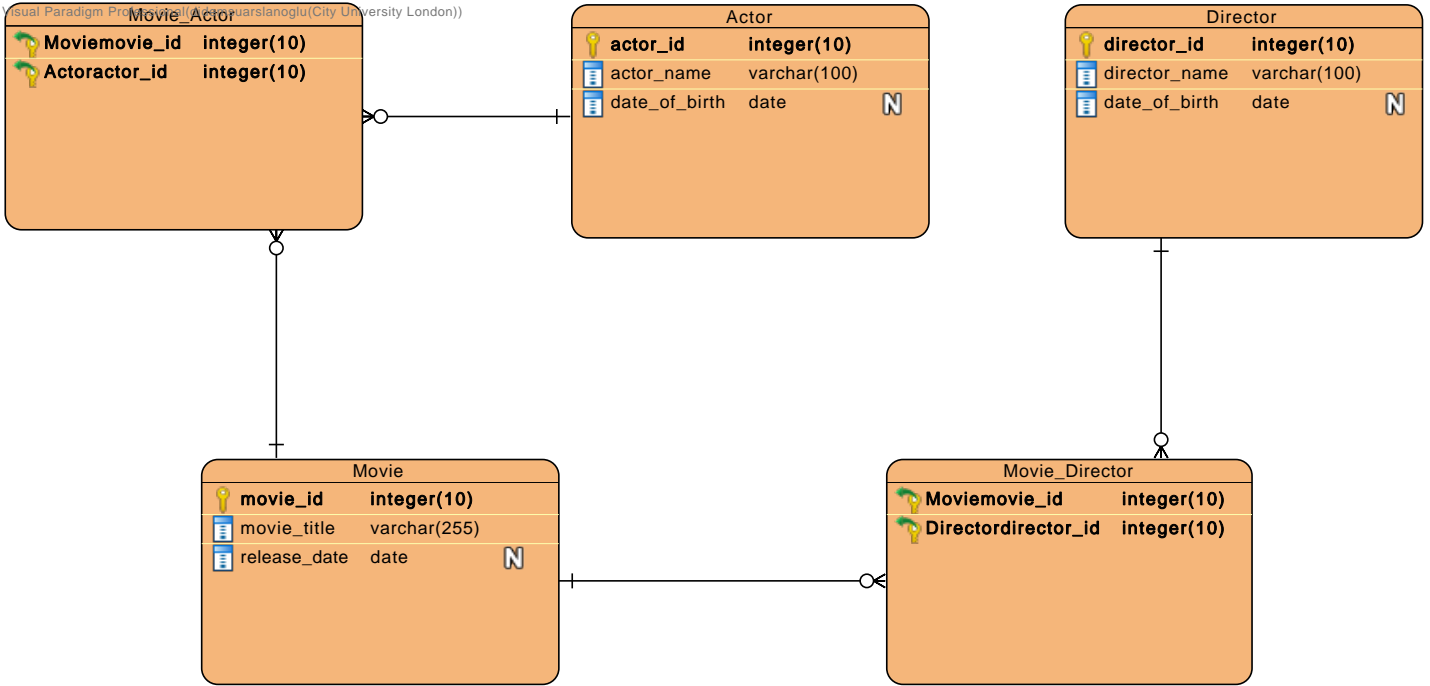 Visual Paradigm Professional(didempuarslanoglu(City University London))
Movie_Actor
Moviemovie_id integer(10)
Actoractor_id integer(10)
Actor
actor_id integer(10)
actor_name varchar(100)
date_of_birth date N
Director
director_id integer(10)
director_name varchar(100)
date_of_birth date N
Movie
movie_id integer(10)
movie_title varchar(255)
release_date date N
Movie_Director
Moviemovie_id integer(10)
Directordirector_id integer(10)